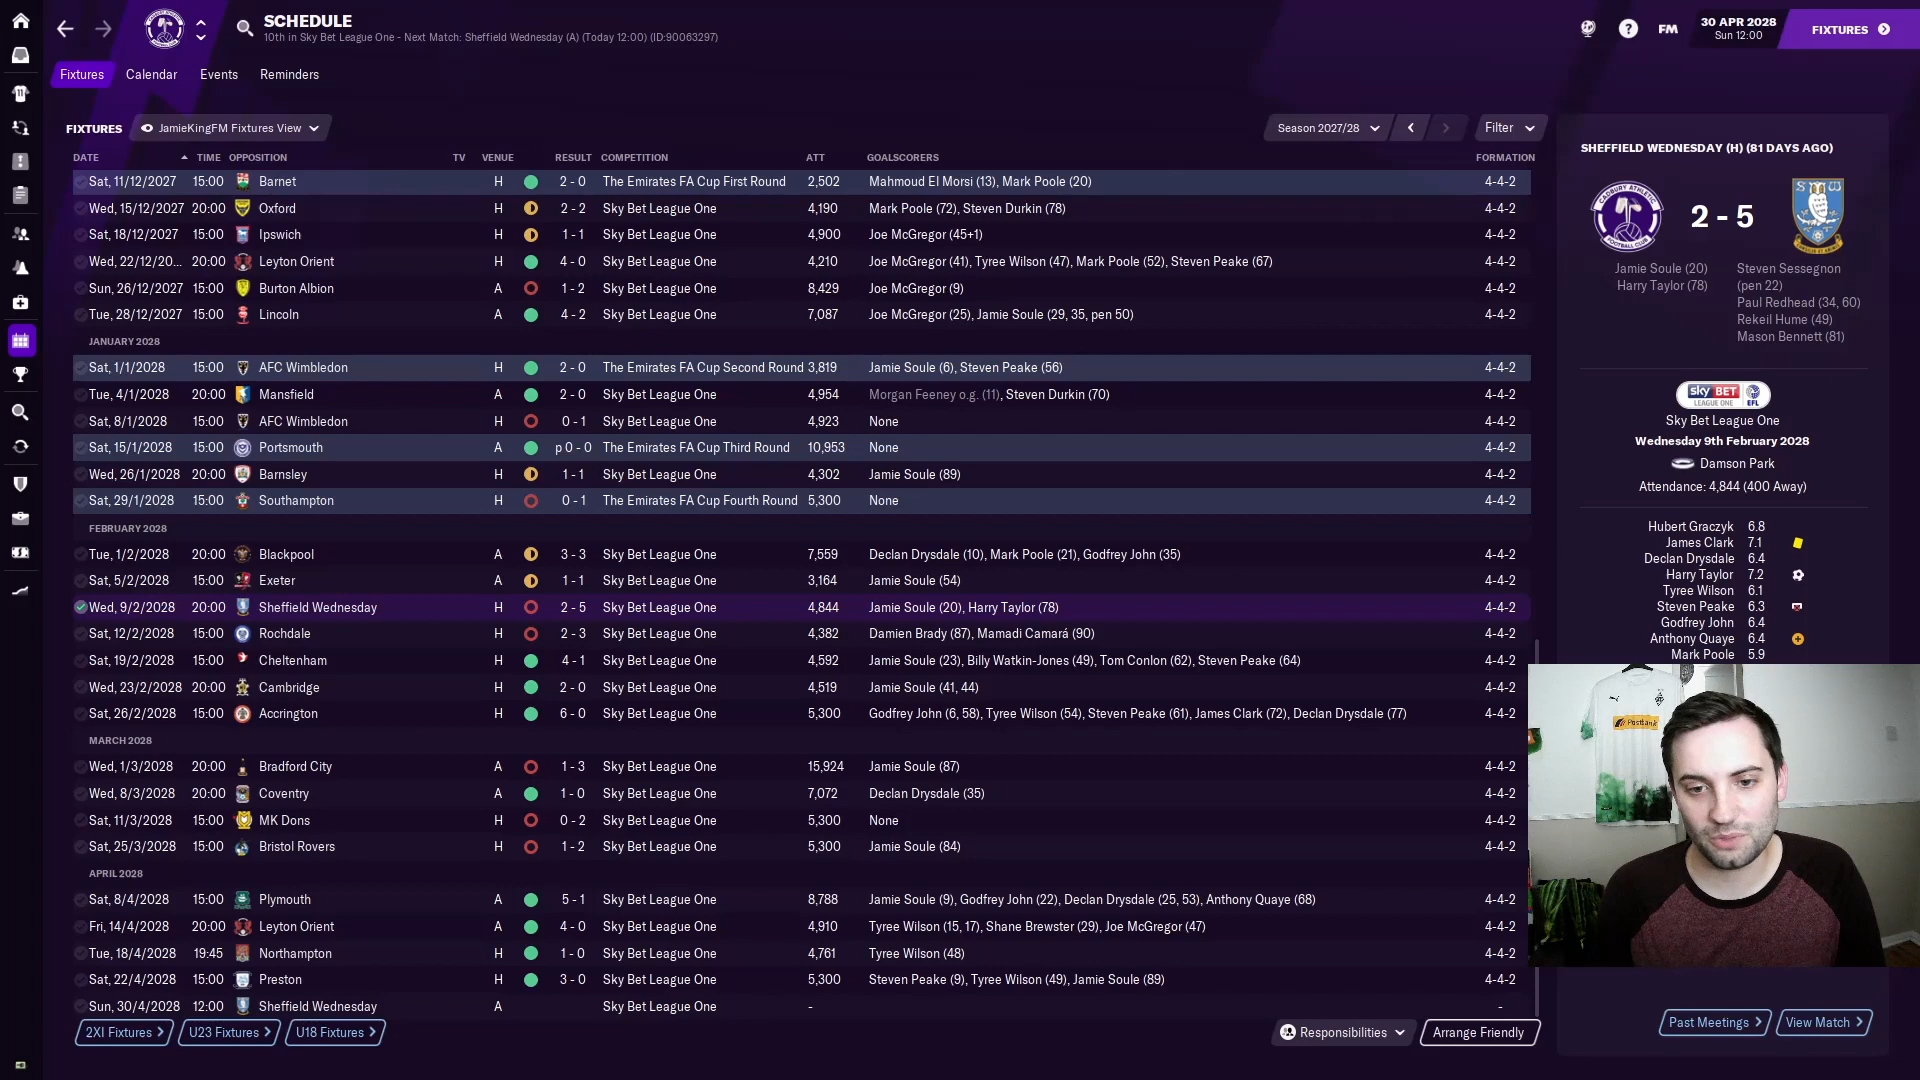 SCHEDULE
10th in Sky Bet League One - Next Match: Sheffield Wednesday (A) (Today 12:00) (ID:90063297)
FM
30 APR 2028
Sun 12:00
FIXTURES
Fixtures Calendar Events Reminders
FIXTURES JamieKingFM Fixtures View Season 2027/28 Filter
DATE TIME OPPOSITION TV VENUE RESULT COMPETITION ATT GOALSCORERS FORMATION
Sat, 11/12/2027 15:00 Barnet H 2 - 0 The Emirates FA Cup First Round 2,502 Mahmoud El Morsi (13), Mark Poole (20) 4-4-2
Wed, 15/12/2027 20:00 Oxford H 2 - 2 Sky Bet League One 4,190 Mark Poole (72), Steven Durkin (78) 4-4-2
Sat, 18/12/2027 15:00 Ipswich H 1 - 1 Sky Bet League One 4,900 Joe McGregor (45+1) 4-4-2
Wed, 22/12/20... 20:00 Leyton Orient H 4 - 0 Sky Bet League One 4,210 Joe McGregor (41), Tyree Wilson (47), Mark Poole (52), Steven Peake (67) 4-4-2
Sun, 26/12/2027 15:00 Burton Albion A 1 - 2 Sky Bet League One 8,429 Joe McGregor (9) 4-4-2
Tue, 28/12/2027 15:00 Lincoln A 4 - 2 Sky Bet League One 7,087 Joe McGregor (25), Jamie Soule (29, 35, pen 50) 4-4-2
JANUARY 2028
Sat, 1/1/2028 15:00 AFC Wimbledon H 2 - 0 The Emirates FA Cup Second Round 3,819 Jamie Soule (6), Steven Peake (56) 4-4-2
Tue, 4/1/2028 20:00 Mansfield A 2 - 0 Sky Bet League One 4,954 Morgan Feeney o.g. (11), Steven Durkin (70) 4-4-2
Sat, 8/1/2028 15:00 AFC Wimbledon H 0 - 1 Sky Bet League One 4,923 None 4-4-2
Sat, 15/1/2028 15:00 Portsmouth A p 0 - 0 The Emirates FA Cup Third Round 10,953 None 4-4-2
Wed, 26/1/2028 20:00 Barnsley H 1 - 1 Sky Bet League One 4,302 Jamie Soule (89) 4-4-2
Sat, 29/1/2028 15:00 Southampton H 0 - 1 The Emirates FA Cup Fourth Round 5,300 None 4-4-2
FEBRUARY 2028
Tue, 1/2/2028 20:00 Blackpool A 3 - 3 Sky Bet League One 7,559 Declan Drysdale (10), Mark Poole (21), Godfrey John (35) 4-4-2
Sat, 5/2/2028 15:00 Exeter A 1 - 1 Sky Bet League One 3,164 Jamie Soule (54) 4-4-2
Wed, 9/2/2028 20:00 Sheffield Wednesday H 2 - 5 Sky Bet League One 4,844 Jamie Soule (20), Harry Taylor (78) 4-4-2
Sat, 12/2/2028 15:00 Rochdale H 2 - 3 Sky Bet League One 4,382 Damien Brady (87), Mamadi Camará (90) 4-4-2
Sat, 19/2/2028 15:00 Cheltenham H 4 - 1 Sky Bet League One 4,592 Jamie Soule (23), Billy Watkin-Jones (49), Tom Conlon (62), Steven Peake (64) 4-4-2
Wed, 23/2/2028 20:00 Cambridge H 2 - 0 Sky Bet League One 4,519 Jamie Soule (41, 44) 4-4-2
Sat, 26/2/2028 15:00 Accrington H 6 - 0 Sky Bet League One 5,300 Godfrey John (6, 58), Tyree Wilson (54), Steven Peake (61), James Clark (72), Declan Drysdale (77) 4-4-2
MARCH 2028
Wed, 1/3/2028 20:00 Bradford City A 1 - 3 Sky Bet League One 15,924 Jamie Soule (87) 4-4-2
Wed, 8/3/2028 20:00 Coventry A 1 - 0 Sky Bet League One 7,072 Declan Drysdale (35) 4-4-2
Sat, 11/3/2028 15:00 MK Dons H 0 - 2 Sky Bet League One 5,300 None 4-4-2
Sat, 25/3/2028 15:00 Bristol Rovers H 1 - 2 Sky Bet League One 5,300 Jamie Soule (84) 4-4-2
APRIL 2028
Sat, 8/4/2028 15:00 Plymouth A 5 - 1 Sky Bet League One 8,788 Jamie Soule (9), Godfrey John (22), Declan Drysdale (25, 53), Anthony Quaye (68) 4-4-2
Fri, 14/4/2028 20:00 Leyton Orient A 4 - 0 Sky Bet League One 4,910 Tyree Wilson (15, 17), Shane Brewster (29), Joe McGregor (47) 4-4-2
Tue, 18/4/2028 19:45 Northampton H 1 - 0 Sky Bet League One 4,761 Tyree Wilson (48) 4-4-2
Sat, 22/4/2028 15:00 Preston H 3 - 0 Sky Bet League One 5,300 Steven Peake (9), Tyree Wilson (49), Jamie Soule (89) 4-4-2
Sun, 30/4/2028 12:00 Sheffield Wednesday A Sky Bet League One - -
2XI Fixtures U23 Fixtures U18 Fixtures Responsibilities Arrange Friendly
SHEFFIELD WEDNESDAY (H) (81 DAYS AGO)
CADBURY ATHLETIC
FOOTBALL CLUB
2 - 5
Jamie Soule (20)
Harry Taylor (78)
Steven Sessegnon
(pen 22)
Paul Redhead (34, 60)
Rekeil Hume (49)
Mason Bennett (81)
sky BET
LEAGUE ONE EFL
Sky Bet League One
Wednesday 9th February 2028
Damson Park
Attendance: 4,844 (400 Away)
Hubert Graczyk 6.8
James Clark 7.1
Declan Drysdale 6.4
Harry Taylor 7.2
Tyree Wilson 6.1
Steven Peake 6.3
Godfrey John 6.4
Anthony Quaye 6.4
Mark Poole 5.9
Postbank
Past Meetings View Match